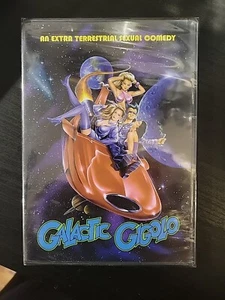 AN EXTRA TERRESTRIAL SEXUAL COMEDY
GALACTIC GIGOLO